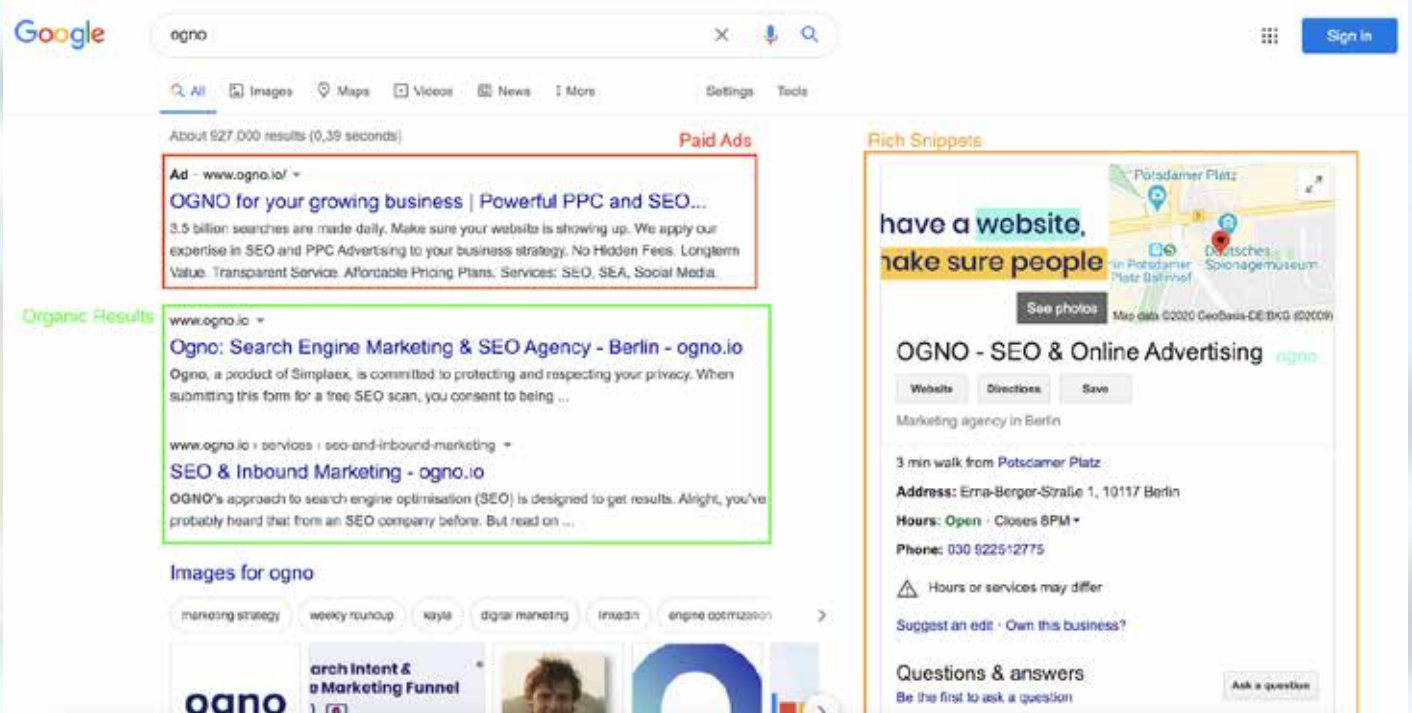 Google
ogno
Sign In
All Images Maps Videos News More Settings Tools
About 927.000 results (0,39 seconds)
Paid Ads
Ad · www.ogno.io/
OGNO for your growing business | Powerful PPC and SEO...
3.5 billion searches are made daily. Make sure your website is showing up. We apply our
expertise in SEO and PPC Advertising to your business strategy. No Hidden Fees. Longterm
Value. Transparent Service. Affordable Pricing Plans. Services: SEO, SEA, Social Media.
Organic Results
www.ogno.io
Ogno: Search Engine Marketing & SEO Agency - Berlin - ogno.io
Ogno, a product of Simplaex, is committed to protecting and respecting your privacy. When
submitting this form for a free SEO scan, you consent to being ...
www.ogno.io › services › seo-and-inbound-marketing
SEO & Inbound Marketing - ogno.io
OGNO's approach to search engine optimisation (SEO) is designed to get results. Alright, you've
probably heard that from an SEO company before. But read on ...
Images for ogno
marketing strategy weekly roundup kayla digital marketing linkedin engine optimization
ogno
arch Intent &
e Marketing Funnel
Rich Snippets
have a website,
make sure people
Potsdamer Platz
Deutsches
Spionagemuseum
in Potsdamer
Platz Bahnhof
See photos
Map data ©2020 GeoBasis-DE/BKG (©2009)
OGNO - SEO & Online Advertising
ogno
Website Directions Save
Marketing agency in Berlin
3 min walk from Potsdamer Platz
Address: Erna-Berger-Straße 1, 10117 Berlin
Hours: Open · Closes 6PM
Phone: 030 922512775
Hours or services may differ
Suggest an edit · Own this business?
Questions & answers
Be the first to ask a question
Ask a question